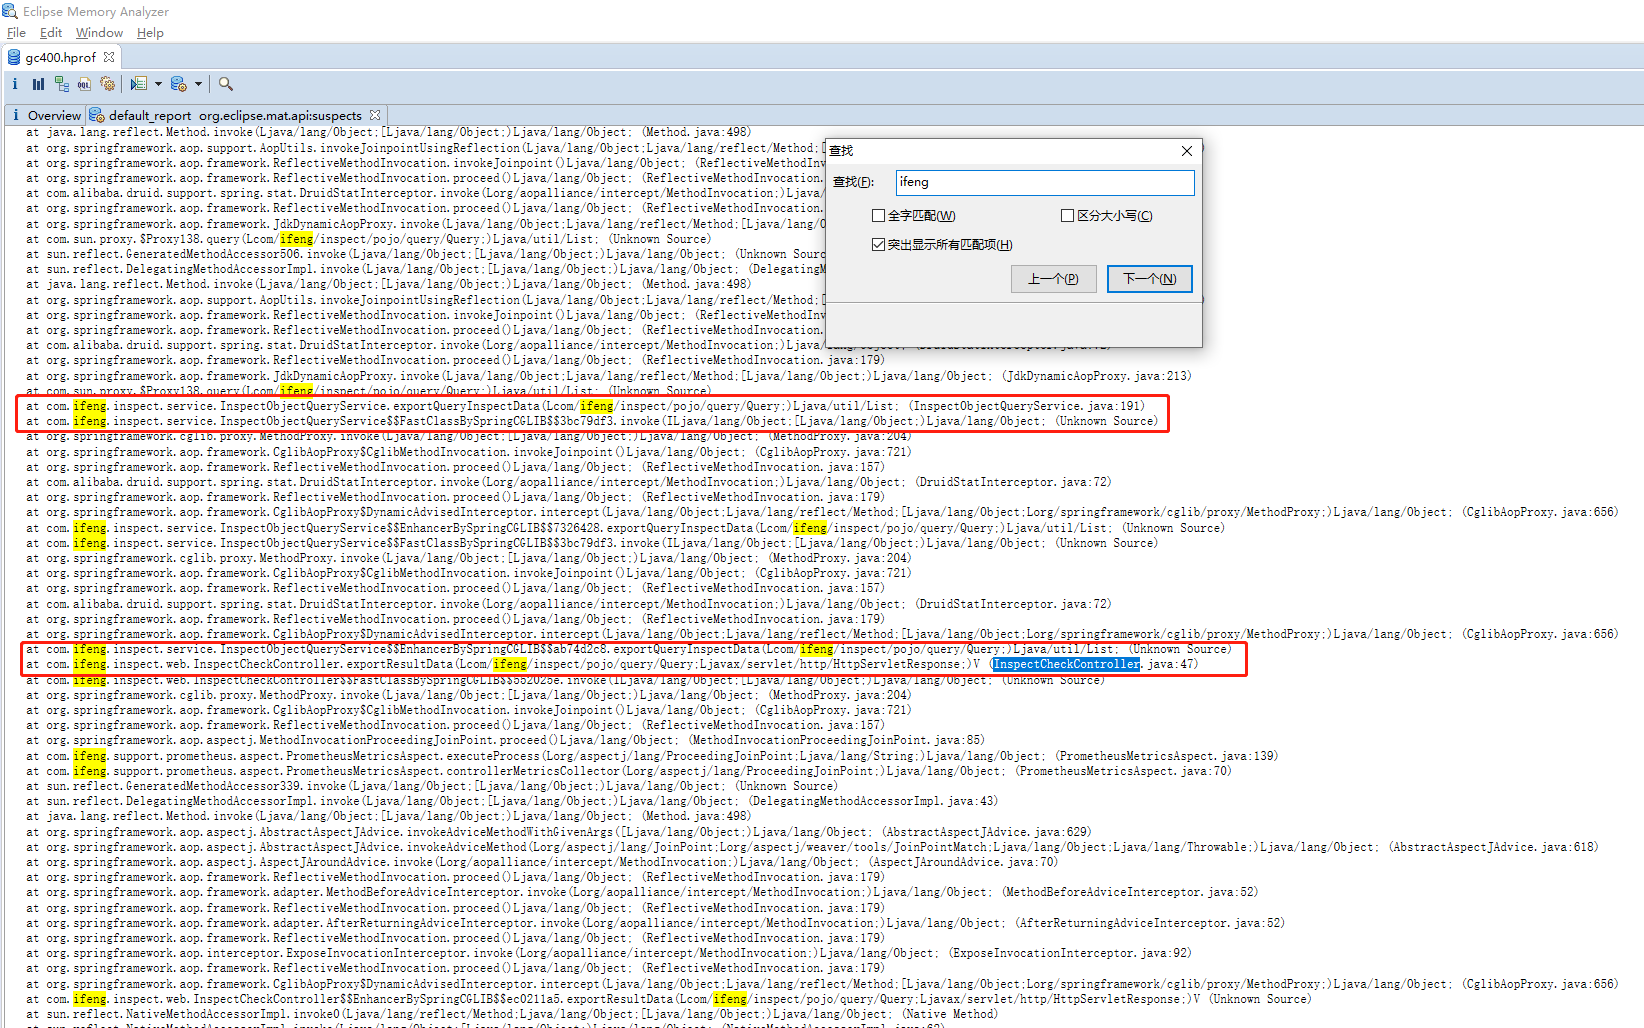 Eclipse Memory Analyzer
File Edit Window Help
gc400.hprof
Overview default_report org.eclipse.mat.api:suspects
at java.lang.reflect.Method.invoke(Ljava/lang/Object;[Ljava/lang/Object;)Ljava/lang/Object; (Method.java:498)
at org.springframework.aop.support.AopUtils.invokeJoinpointUsingReflection(Ljava/lang/Object;Ljava/lang/reflect/Method;[
at org.springframework.aop.framework.ReflectiveMethodInvocation.invokeJoinpoint()Ljava/lang/Object; (ReflectiveMethodInv
at org.springframework.aop.framework.ReflectiveMethodInvocation.proceed()Ljava/lang/Object; (ReflectiveMethodInvocation.
at com.alibaba.druid.support.spring.stat.DruidStatInterceptor.invoke(Lorg/aopalliance/intercept/MethodInvocation;)Ljava/
at org.springframework.aop.framework.ReflectiveMethodInvocation.proceed()Ljava/lang/Object; (ReflectiveMethodInvocation.
at org.springframework.aop.framework.JdkDynamicAopProxy.invoke(Ljava/lang/Object;Ljava/lang/reflect/Method;[Ljava/lang/O
at com.sun.proxy.$Proxy138.query(Lcom/ifeng/inspect/pojo/query/Query;)Ljava/util/List; (Unknown Source)
at sun.reflect.GeneratedMethodAccessor506.invoke(Ljava/lang/Object;[Ljava/lang/Object;)Ljava/lang/Object; (Unknown Sourc
at sun.reflect.DelegatingMethodAccessorImpl.invoke(Ljava/lang/Object;[Ljava/lang/Object;)Ljava/lang/Object; (DelegatingM
at java.lang.reflect.Method.invoke(Ljava/lang/Object;[Ljava/lang/Object;)Ljava/lang/Object; (Method.java:498)
at org.springframework.aop.support.AopUtils.invokeJoinpointUsingReflection(Ljava/lang/Object;Ljava/lang/reflect/Method;[
at org.springframework.aop.framework.ReflectiveMethodInvocation.invokeJoinpoint()Ljava/lang/Object; (ReflectiveMethodInv
at org.springframework.aop.framework.ReflectiveMethodInvocation.proceed()Ljava/lang/Object; (ReflectiveMethodInvocation.
at com.alibaba.druid.support.spring.stat.DruidStatInterceptor.invoke(Lorg/aopalliance/intercept/MethodInvocation;)Ljava/lang/Object; (DruidStatInterceptor.java:72)
at org.springframework.aop.framework.ReflectiveMethodInvocation.proceed()Ljava/lang/Object; (ReflectiveMethodInvocation.java:179)
at org.springframework.aop.framework.JdkDynamicAopProxy.invoke(Ljava/lang/Object;Ljava/lang/reflect/Method;[Ljava/lang/Object;)Ljava/lang/Object; (JdkDynamicAopProxy.java:213)
at com.sun.proxy.$Proxy138.query(Lcom/ifeng/inspect/pojo/query/Query;)Ljava/util/List; (Unknown Source)
at com.ifeng.inspect.service.InspectObjectQueryService.exportQueryInspectData(Lcom/ifeng/inspect/pojo/query/Query;)Ljava/util/List; (InspectObjectQueryService.java:191)
at com.ifeng.inspect.service.InspectObjectQueryService$$FastClassBySpringCGLIB$$3bc79df3.invoke(ILjava/lang/Object;[Ljava/lang/Object;)Ljava/lang/Object; (Unknown Source)
at org.springframework.cglib.proxy.MethodProxy.invoke(Ljava/lang/Object;[Ljava/lang/Object;)Ljava/lang/Object; (MethodProxy.java:204)
at org.springframework.aop.framework.CglibAopProxy$CglibMethodInvocation.invokeJoinpoint()Ljava/lang/Object; (CglibAopProxy.java:721)
at org.springframework.aop.framework.ReflectiveMethodInvocation.proceed()Ljava/lang/Object; (ReflectiveMethodInvocation.java:157)
at com.alibaba.druid.support.spring.stat.DruidStatInterceptor.invoke(Lorg/aopalliance/intercept/MethodInvocation;)Ljava/lang/Object; (DruidStatInterceptor.java:72)
at org.springframework.aop.framework.ReflectiveMethodInvocation.proceed()Ljava/lang/Object; (ReflectiveMethodInvocation.java:179)
at org.springframework.aop.framework.CglibAopProxy$DynamicAdvisedInterceptor.intercept(Ljava/lang/Object;Ljava/lang/reflect/Method;[Ljava/lang/Object;Lorg/springframework/cglib/proxy/MethodProxy;)Ljava/lang/Object; (CglibAopProxy.java:656)
at com.ifeng.inspect.service.InspectObjectQueryService$$EnhancerBySpringCGLIB$$7326428.exportQueryInspectData(Lcom/ifeng/inspect/pojo/query/Query;)Ljava/util/List; (Unknown Source)
at com.ifeng.inspect.service.InspectObjectQueryService$$FastClassBySpringCGLIB$$3bc79df3.invoke(ILjava/lang/Object;[Ljava/lang/Object;)Ljava/lang/Object; (Unknown Source)
at org.springframework.cglib.proxy.MethodProxy.invoke(Ljava/lang/Object;[Ljava/lang/Object;)Ljava/lang/Object; (MethodProxy.java:204)
at org.springframework.aop.framework.CglibAopProxy$CglibMethodInvocation.invokeJoinpoint()Ljava/lang/Object; (CglibAopProxy.java:721)
at org.springframework.aop.framework.ReflectiveMethodInvocation.proceed()Ljava/lang/Object; (ReflectiveMethodInvocation.java:157)
at com.alibaba.druid.support.spring.stat.DruidStatInterceptor.invoke(Lorg/aopalliance/intercept/MethodInvocation;)Ljava/lang/Object; (DruidStatInterceptor.java:72)
at org.springframework.aop.framework.ReflectiveMethodInvocation.proceed()Ljava/lang/Object; (ReflectiveMethodInvocation.java:179)
at org.springframework.aop.framework.CglibAopProxy$DynamicAdvisedInterceptor.intercept(Ljava/lang/Object;Ljava/lang/reflect/Method;[Ljava/lang/Object;Lorg/springframework/cglib/proxy/MethodProxy;)Ljava/lang/Object; (CglibAopProxy.java:656)
at com.ifeng.inspect.service.InspectObjectQueryService$$EnhancerBySpringCGLIB$$ab74d2c8.exportQueryInspectData(Lcom/ifeng/inspect/pojo/query/Query;)Ljava/util/List; (Unknown Source)
at com.ifeng.inspect.web.InspectCheckController.exportResultData(Lcom/ifeng/inspect/pojo/query/Query;Ljavax/servlet/http/HttpServletResponse;)V (InspectCheckController.java:47)
at com.ifeng.inspect.web.InspectCheckController$$FastClassBySpringCGLIB$$b52025e.invoke(ILjava/lang/Object;[Ljava/lang/Object;)Ljava/lang/Object; (Unknown Source)
at org.springframework.cglib.proxy.MethodProxy.invoke(Ljava/lang/Object;[Ljava/lang/Object;)Ljava/lang/Object; (MethodProxy.java:204)
at org.springframework.aop.framework.CglibAopProxy$CglibMethodInvocation.invokeJoinpoint()Ljava/lang/Object; (CglibAopProxy.java:721)
at org.springframework.aop.framework.ReflectiveMethodInvocation.proceed()Ljava/lang/Object; (ReflectiveMethodInvocation.java:157)
at org.springframework.aop.aspectj.MethodInvocationProceedingJoinPoint.proceed()Ljava/lang/Object; (MethodInvocationProceedingJoinPoint.java:85)
at com.ifeng.support.prometheus.aspect.PrometheusMetricsAspect.executeProcess(Lorg/aspectj/lang/ProceedingJoinPoint;Ljava/lang/String;)Ljava/lang/Object; (PrometheusMetricsAspect.java:139)
at com.ifeng.support.prometheus.aspect.PrometheusMetricsAspect.controllerMetricsCollector(Lorg/aspectj/lang/ProceedingJoinPoint;)Ljava/lang/Object; (PrometheusMetricsAspect.java:70)
at sun.reflect.GeneratedMethodAccessor339.invoke(Ljava/lang/Object;[Ljava/lang/Object;)Ljava/lang/Object; (Unknown Source)
at sun.reflect.DelegatingMethodAccessorImpl.invoke(Ljava/lang/Object;[Ljava/lang/Object;)Ljava/lang/Object; (DelegatingMethodAccessorImpl.java:43)
at java.lang.reflect.Method.invoke(Ljava/lang/Object;[Ljava/lang/Object;)Ljava/lang/Object; (Method.java:498)
at org.springframework.aop.aspectj.AbstractAspectJAdvice.invokeAdviceMethodWithGivenArgs([Ljava/lang/Object;)Ljava/lang/Object; (AbstractAspectJAdvice.java:629)
at org.springframework.aop.aspectj.AbstractAspectJAdvice.invokeAdviceMethod(Lorg/aspectj/lang/JoinPoint;Lorg/aspectj/weaver/tools/JoinPointMatch;Ljava/lang/Object;Ljava/lang/Throwable;)Ljava/lang/Object; (AbstractAspectJAdvice.java:618)
at org.springframework.aop.aspectj.AspectJAroundAdvice.invoke(Lorg/aopalliance/intercept/MethodInvocation;)Ljava/lang/Object; (AspectJAroundAdvice.java:70)
at org.springframework.aop.framework.ReflectiveMethodInvocation.proceed()Ljava/lang/Object; (ReflectiveMethodInvocation.java:179)
at org.springframework.aop.framework.adapter.MethodBeforeAdviceInterceptor.invoke(Lorg/aopalliance/intercept/MethodInvocation;)Ljava/lang/Object; (MethodBeforeAdviceInterceptor.java:52)
at org.springframework.aop.framework.ReflectiveMethodInvocation.proceed()Ljava/lang/Object; (ReflectiveMethodInvocation.java:179)
at org.springframework.aop.framework.adapter.AfterReturningAdviceInterceptor.invoke(Lorg/aopalliance/intercept/MethodInvocation;)Ljava/lang/Object; (AfterReturningAdviceInterceptor.java:52)
at org.springframework.aop.framework.ReflectiveMethodInvocation.proceed()Ljava/lang/Object; (ReflectiveMethodInvocation.java:179)
at org.springframework.aop.interceptor.ExposeInvocationInterceptor.invoke(Lorg/aopalliance/intercept/MethodInvocation;)Ljava/lang/Object; (ExposeInvocationInterceptor.java:92)
at org.springframework.aop.framework.ReflectiveMethodInvocation.proceed()Ljava/lang/Object; (ReflectiveMethodInvocation.java:179)
at org.springframework.aop.framework.CglibAopProxy$DynamicAdvisedInterceptor.intercept(Ljava/lang/Object;Ljava/lang/reflect/Method;[Ljava/lang/Object;Lorg/springframework/cglib/proxy/MethodProxy;)Ljava/lang/Object; (CglibAopProxy.java:656)
at com.ifeng.inspect.web.InspectCheckController$$EnhancerBySpringCGLIB$$ec0211a5.exportResultData(Lcom/ifeng/inspect/pojo/query/Query;Ljavax/servlet/http/HttpServletResponse;)V (Unknown Source)
at sun.reflect.NativeMethodAccessorImpl.invoke0(Ljava/lang/reflect/Method;Ljava/lang/Object;[Ljava/lang/Object;)Ljava/lang/Object; (Native Method)
查找
查找(F): ifeng
全字匹配(W) 区分大小写(C)
突出显示所有匹配项(H)
上一个(P) 下一个(N)